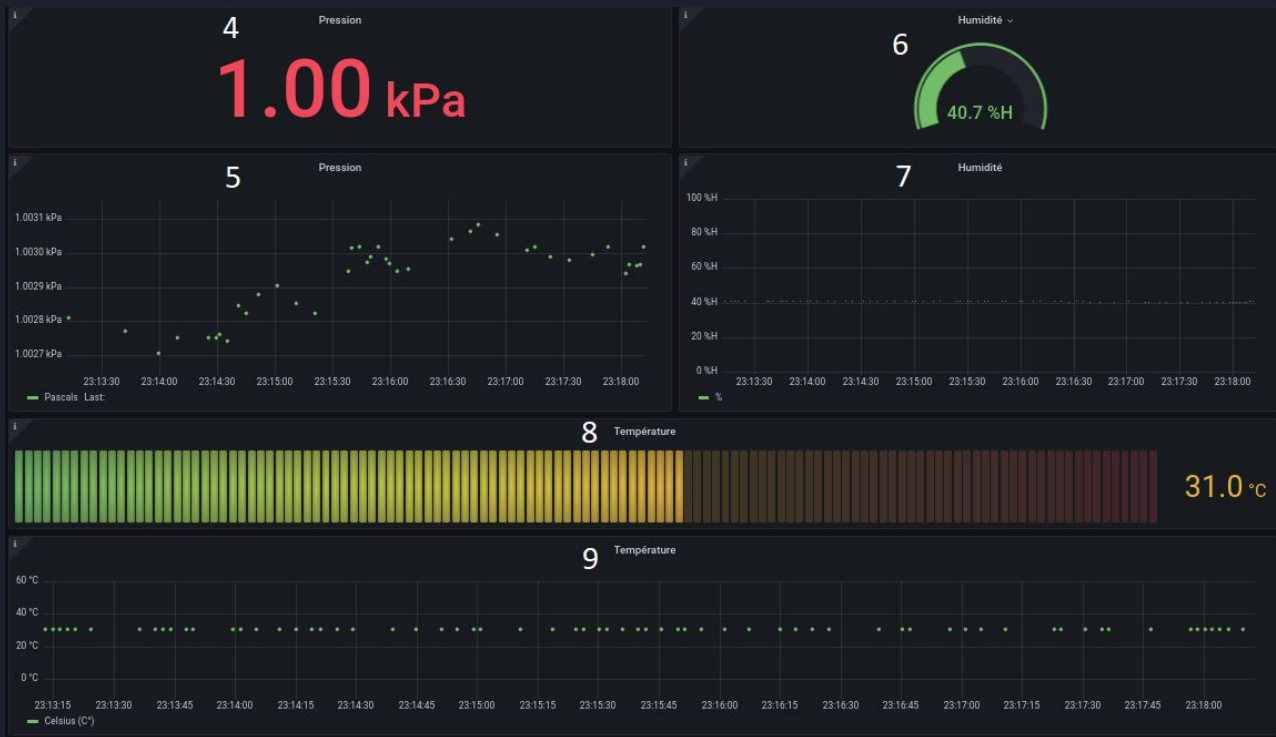 i
Pression
4
1.00 kPa
i
Humidité
6
40.7 %H
i
Pression
5
1.0031 kPa
1.0030 kPa
1.0029 kPa
1.0028 kPa
1.0027 kPa
23:13:30 23:14:00 23:14:30 23:15:00 23:15:30 23:16:00 23:16:30 23:17:00 23:17:30 23:18:00
Pascals Last:
i
Humidité
7
100 %H
80 %H
60 %H
40 %H
20 %H
0 %H
23:13:30 23:14:00 23:14:30 23:15:00 23:15:30 23:16:00 23:16:30 23:17:00 23:17:30 23:18:00
%
i
8 Température
31.0 °C
i
9 Température
60 °C
40 °C
20 °C
0 °C
23:13:15 23:13:30 23:13:45 23:14:00 23:14:15 23:14:30 23:14:45 23:15:00 23:15:15 23:15:30 23:15:45 23:16:00 23:16:15 23:16:30 23:16:45 23:17:00 23:17:15 23:17:30 23:17:45 23:18:00
Celsius (C°)